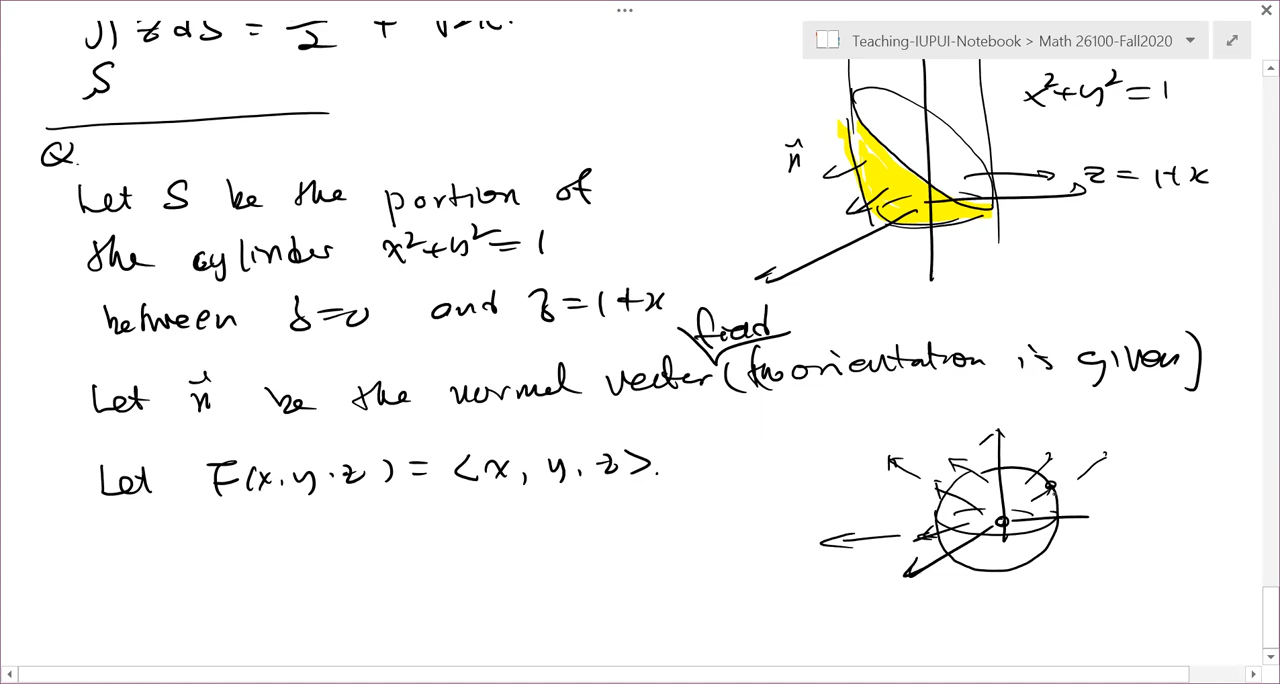 Teaching-IUPUI-Notebook > Math 26100-Fall2020
S
x²+y²=1
Q.
n⃗
z = 1+x
Let S be the portion of
the cylinder x²+y²=1
between z=0 and z=1+x
Let n⃗ be the normal vector ( orientation is given)
Let F(x,y,z) = <x, y, z>.